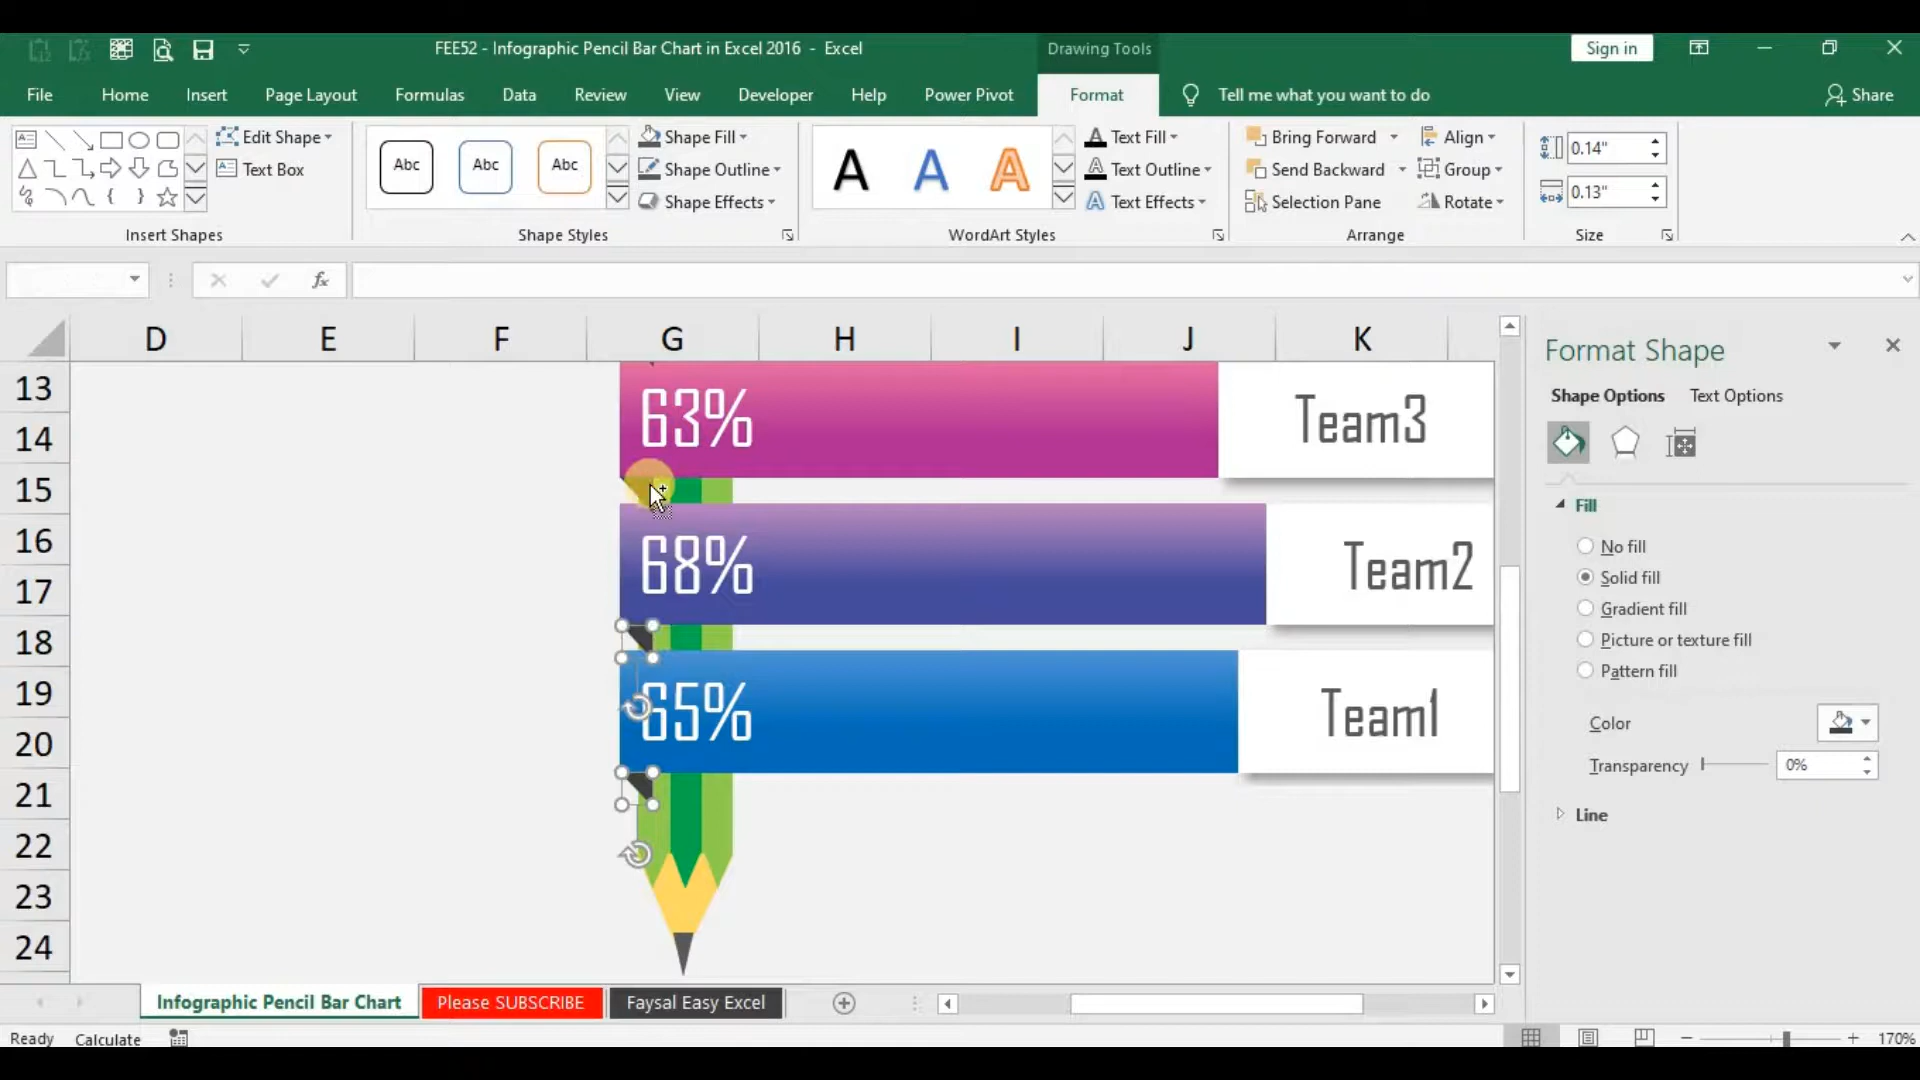 FEE52 - Infographic Pencil Bar Chart in Excel 2016 - Excel
Drawing Tools
Sign in
File
Home
Insert
Page Layout
Formulas
Data
Review
View
Developer
Help
Power Pivot
Format
Tell me what you want to do
Share
Edit Shape
Text Box
Insert Shapes
Abc
Abc
Abc
Shape Fill
Shape Outline
Shape Effects
Shape Styles
A
A
A
Text Fill
Text Outline
Text Effects
WordArt Styles
Bring Forward
Send Backward
Selection Pane
Align
Group
Rotate
Arrange
0.14"
0.13"
Size
fx
D
E
F
G
H
I
J
K
13
14
15
16
17
18
19
20
21
22
23
24
63%
Team3
68%
Team2
65%
Team1
Format Shape
Shape Options
Text Options
Fill
No fill
Solid fill
Gradient fill
Picture or texture fill
Pattern fill
Color
Transparency
0%
Line
Infographic Pencil Bar Chart
Please SUBSCRIBE
Faysal Easy Excel
Ready
Calculate
170%